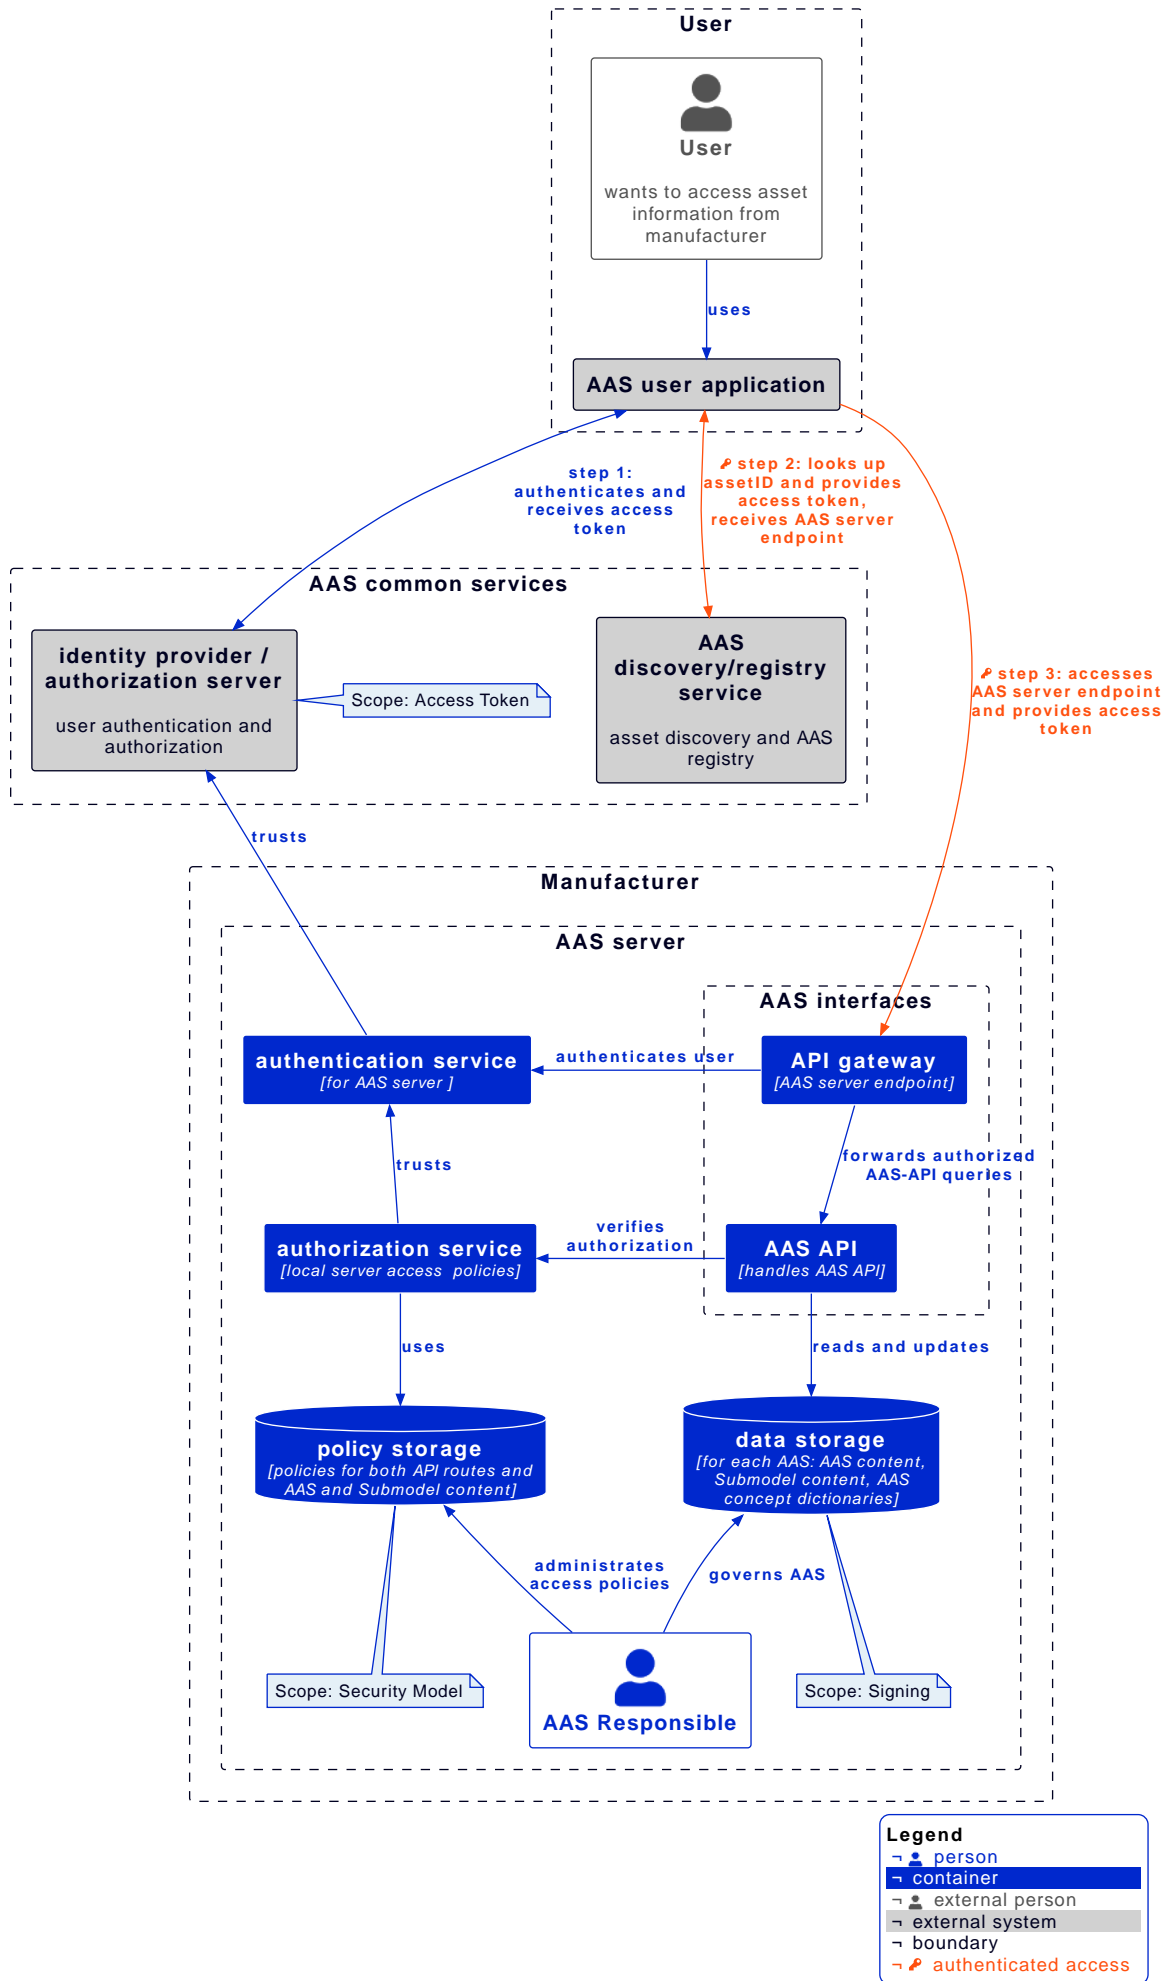 User
User
wants to access asset
information from
manufacturer
uses
AAS user application
step 1:
authenticates and
receives access
token
step 2: looks up
assetID and provides
access token,
receives AAS server
endpoint
AAS common services
identity provider /
authorization server
user authentication and
authorization
Scope: Access Token
AAS
discovery/registry
service
asset discovery and AAS
registry
step 3: accesses
AAS server endpoint
and provides access
token
trusts
Manufacturer
AAS server
AAS interfaces
authentication service
[for AAS server ]
authenticates user
API gateway
[AAS server endpoint]
trusts
forwards authorized
AAS-API queries
authorization service
[local server access  policies]
verifies
authorization
AAS API
[handles AAS API]
uses
reads and updates
policy storage
[policies for both API routes and
AAS and Submodel content]
data storage
[for each AAS: AAS content,
Submodel content, AAS
concept dictionaries]
administrates
access policies
governs AAS
Scope: Security Model
AAS Responsible
Scope: Signing
Legend
¬ person
¬ container
¬ external person
¬ external system
¬ boundary
¬ authenticated access